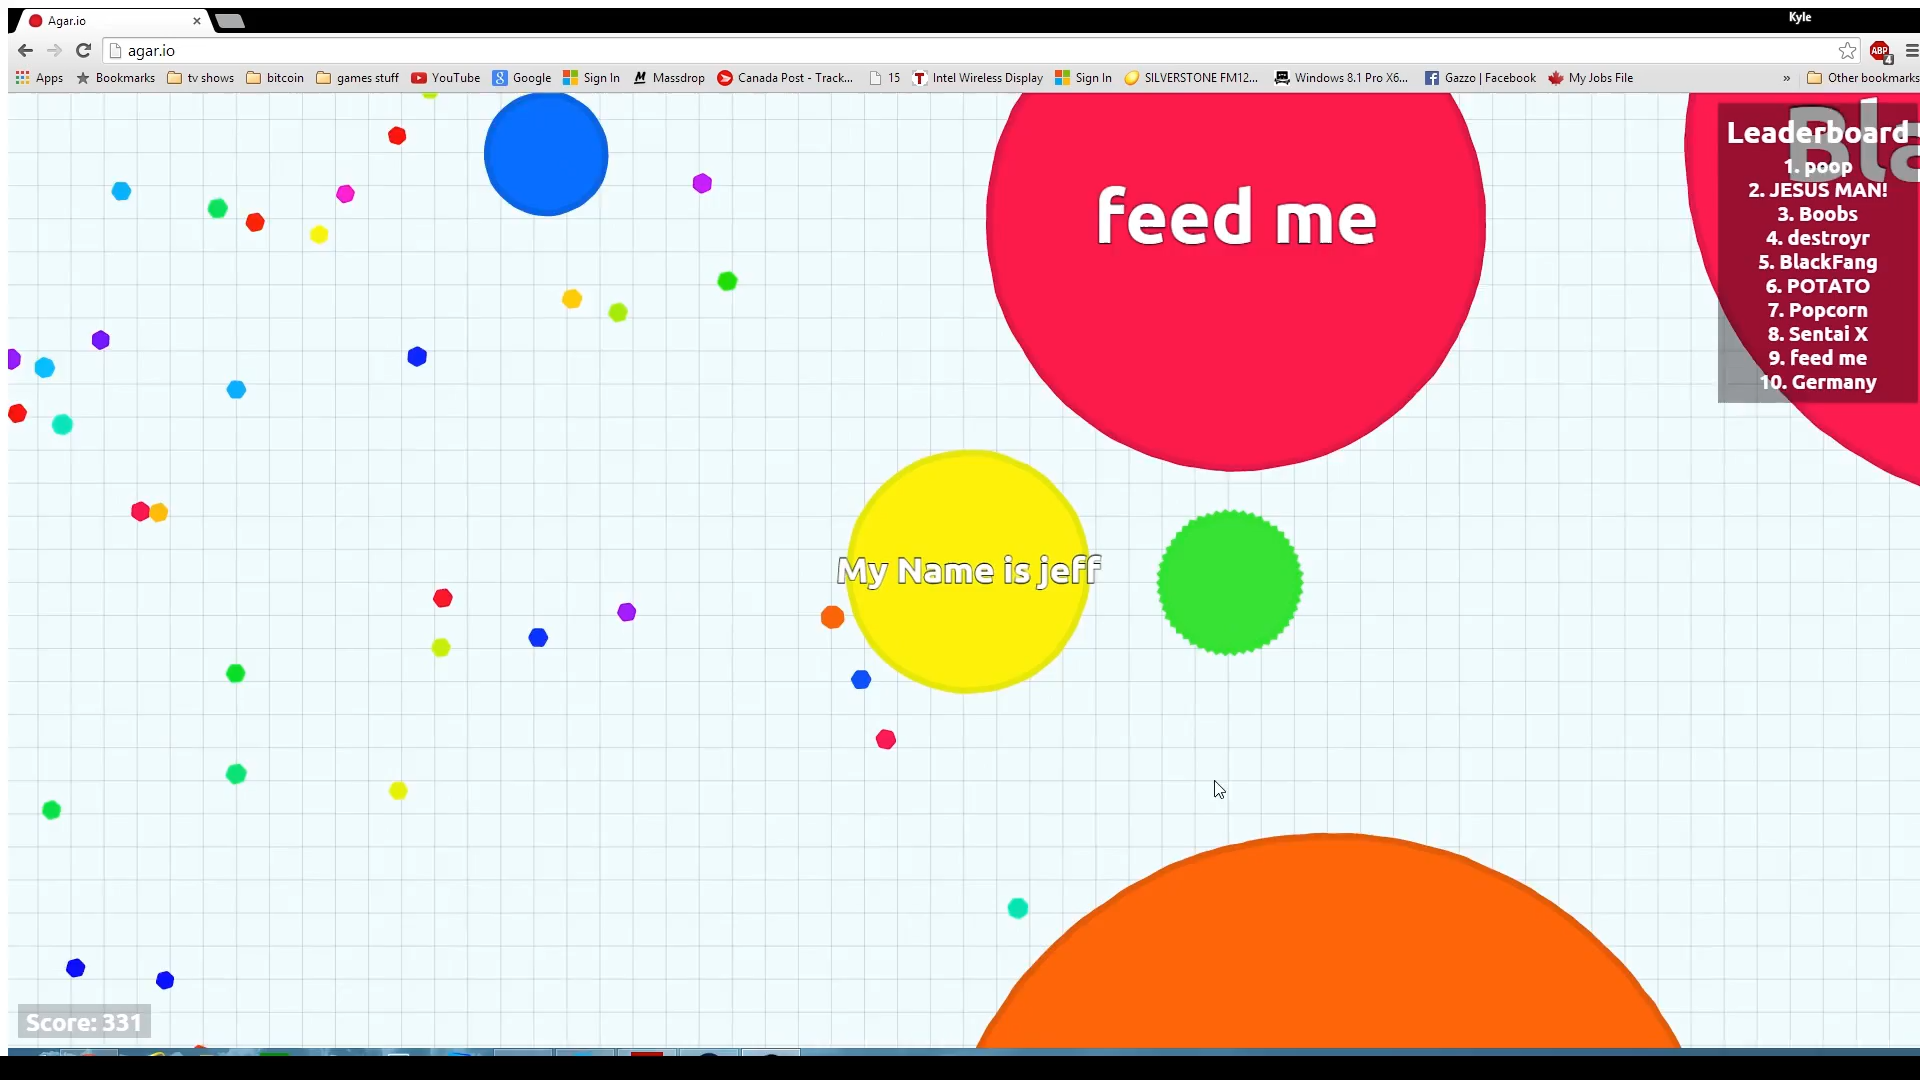 Agar.io
Kyle
agar.io
ABP
4
Apps Bookmarks tv shows bitcoin games stuff YouTube Google Sign In Massdrop Canada Post - Track... 15 Intel Wireless Display Sign In SILVERSTONE FM12... Windows 8.1 Pro X6... Gazzo | Facebook My Jobs File » Other bookmarks
feed me
Bla
Leaderboard
1. poop
2. JESUS MAN!
3. Boobs
4. destroyr
5. BlackFang
6. POTATO
7. Popcorn
8. Sentai X
9. feed me
10. Germany
My Name is jeff
Score: 331